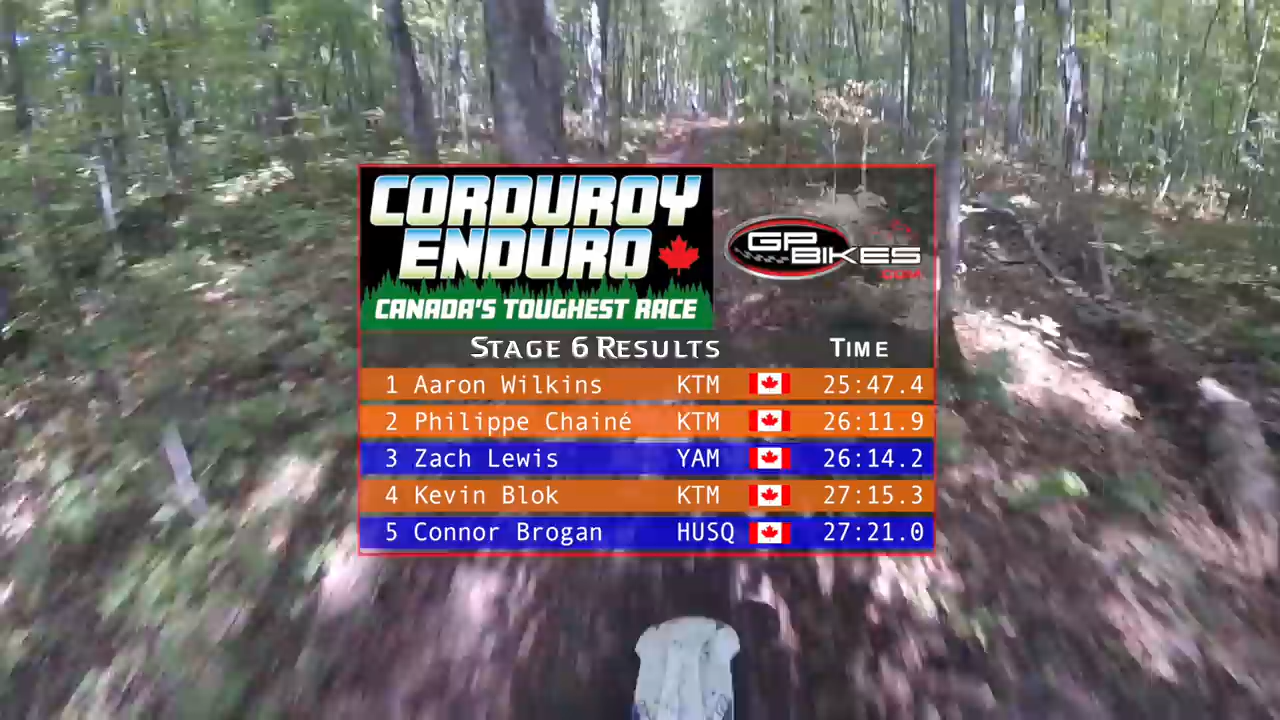 CORDUROY
ENDURO
CANADA'S TOUGHEST RACE
GP BIKES
.COM
STAGE 6 RESULTS TIME
1 Aaron Wilkins KTM 25:47.4
2 Philippe Chainé KTM 26:11.9
3 Zach Lewis YAM 26:14.2
4 Kevin Blok KTM 27:15.3
5 Connor Brogan HUSQ 27:21.0